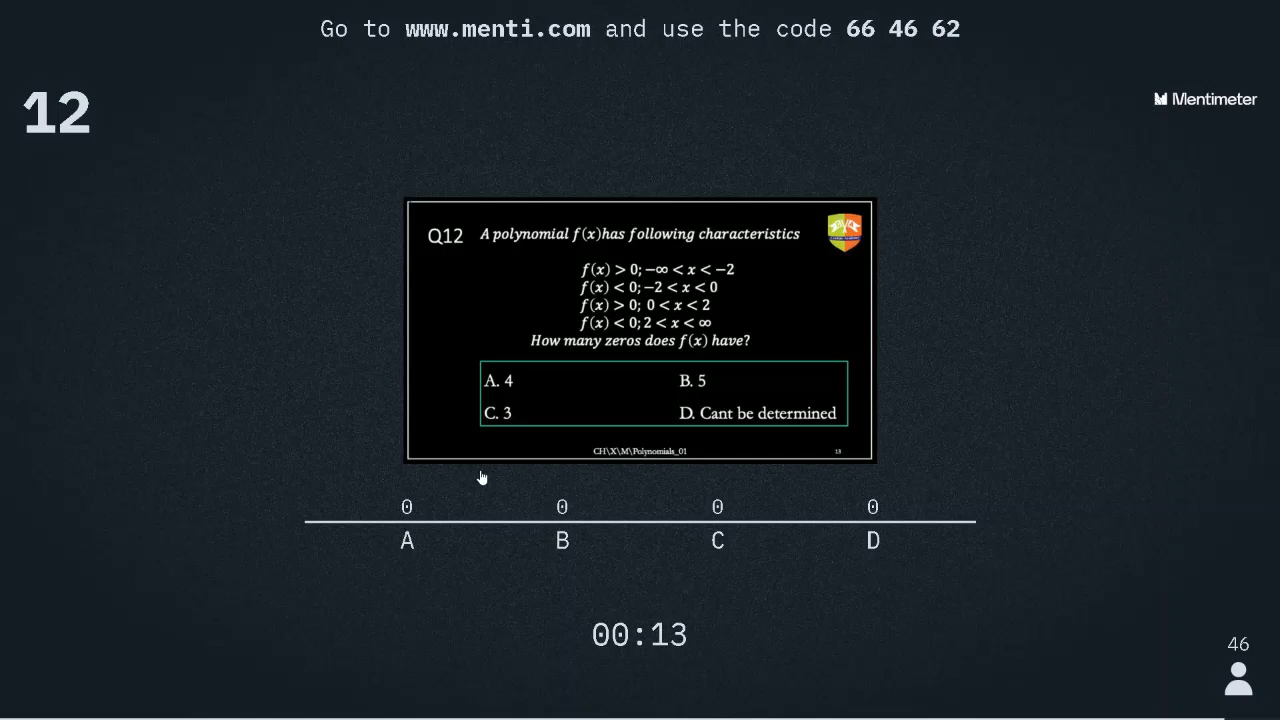 Go to www.menti.com and use the code 66 46 62
12
Mentimeter
Q12 A polynomial f(x)has following characteristics
f(x) > 0; −∞ < x < −2
f(x) < 0; −2 < x < 0
f(x) > 0; 0 < x < 2
f(x) < 0; 2 < x < ∞
How many zeros does f(x) have?
A. 4 B. 5
C. 3 D. Cant be determined
CH\X\M\Polynomials_01 13
0 0 0 0
A B C D
00:13
46